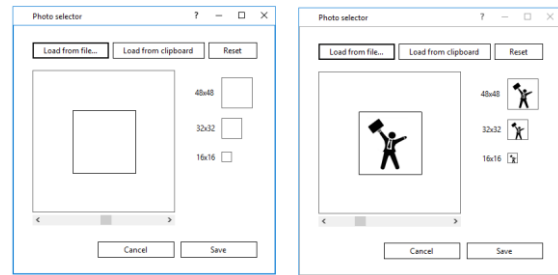 Photo selector ?
Load from file... Load from clipboard Reset
48x48
32x32
16x16
Cancel Save
Photo selector ?
Load from file... Load from clipboard Reset
48x48
32x32
16x16
Cancel Save